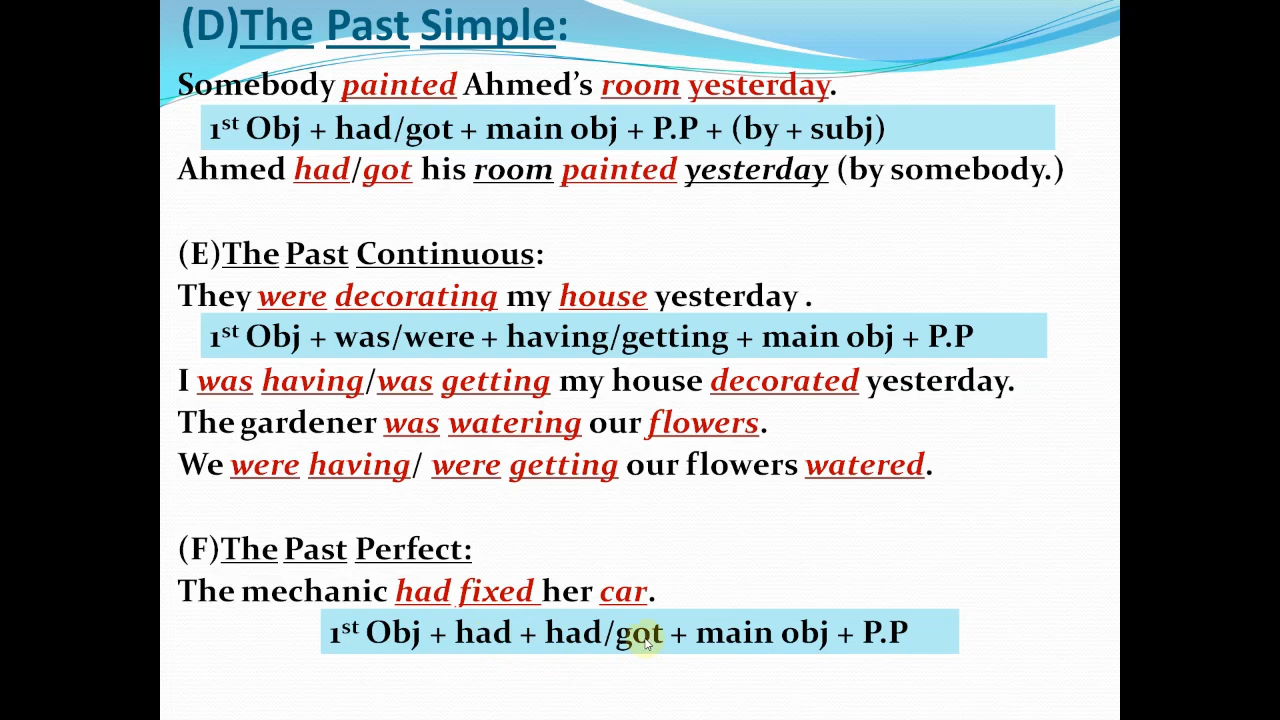 (D)The Past Simple:
Somebody painted Ahmed’s room yesterday.
1st Obj + had/got + main obj + P.P + (by + subj)
Ahmed had/got his room painted yesterday (by somebody.)
(E)The Past Continuous:
They were decorating my house yesterday .
1st Obj + was/were + having/getting + main obj + P.P
I was having/was getting my house decorated yesterday.
The gardener was watering our flowers.
We were having/ were getting our flowers watered.
(F)The Past Perfect:
The mechanic had fixed her car.
1st Obj + had + had/got + main obj + P.P